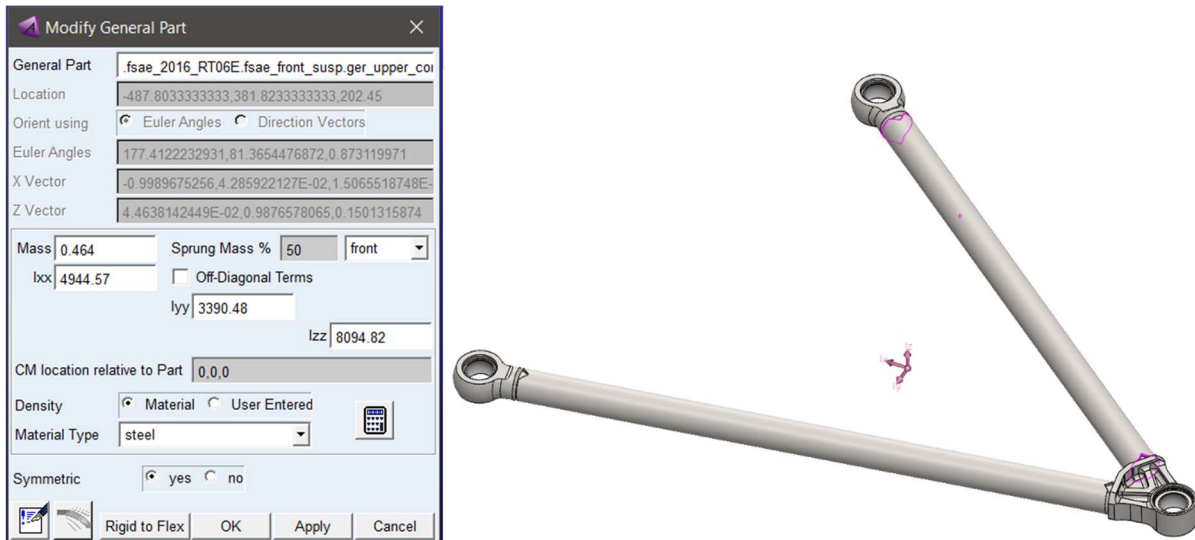 Modify General Part
General Part .fsae_2016_RT06E.fsae_front_susp.ger_upper_co
Location -487.8033333333,381.8233333333,202.45
Orient using Euler Angles Direction Vectors
Euler Angles 177.4122232931,81.3654476872,0.873119971
X Vector -0.9989675256,4.285922127E-02,1.5065518748E-
Z Vector 4.4638142449E-02,0.9876578065,0.1501315874
Mass 0.464 Sprung Mass % 50 front
Ixx 4944.57 Off-Diagonal Terms
Iyy 3390.48
Izz 8094.82
CM location relative to Part 0,0,0
Density Material User Entered
Material Type steel
Symmetric yes no
Rigid to Flex OK Apply Cancel